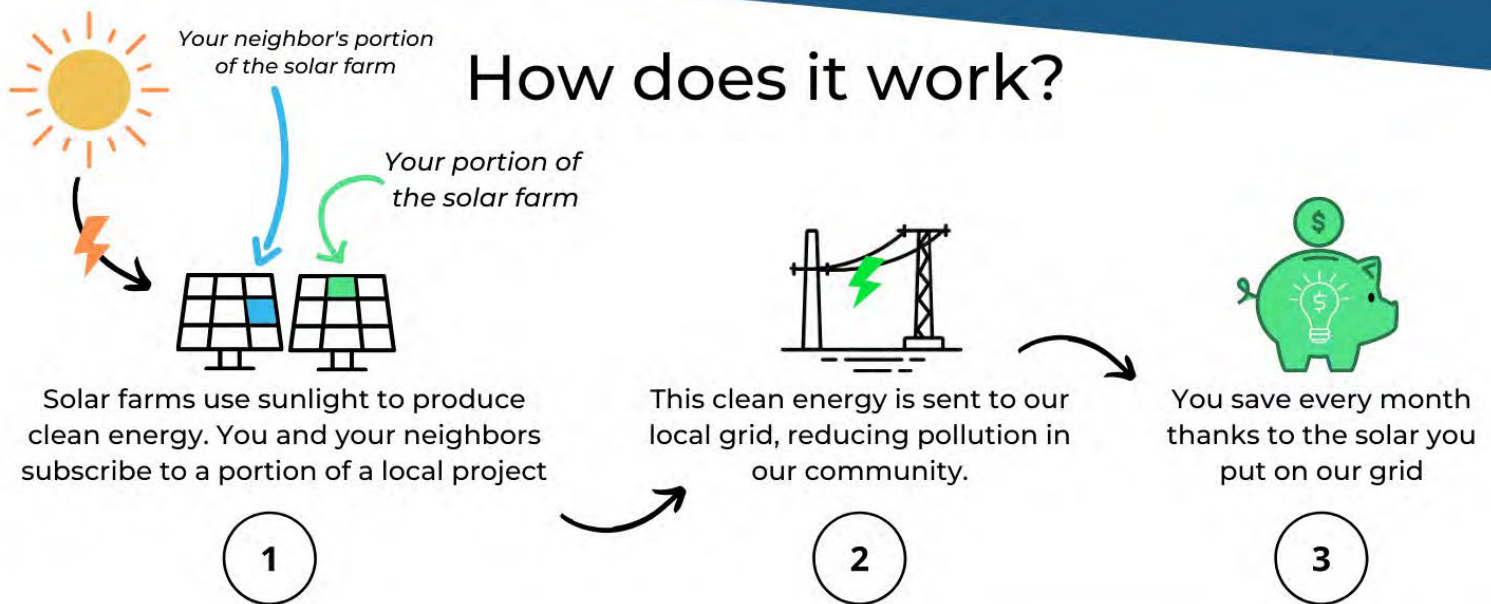 How does it work?
Your neighbor's portion
of the solar farm
Your portion of
the solar farm
Solar farms use sunlight to produce
clean energy. You and your neighbors
subscribe to a portion of a local project
1
This clean energy is sent to our
local grid, reducing pollution in
our community.
2
$
$
You save every month
thanks to the solar you
put on our grid
3